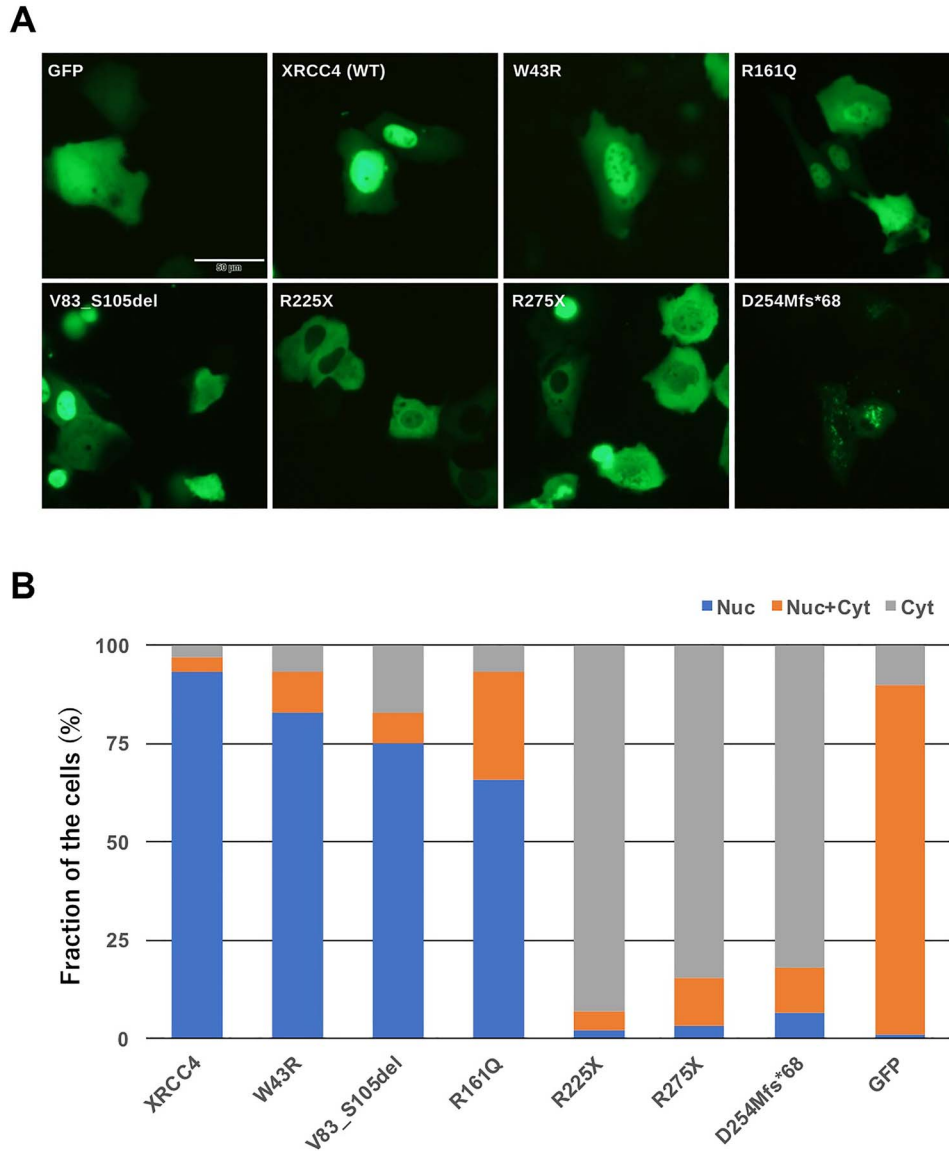 A
GFP
XRCC4 (WT)
W43R
R161Q
50 µm
V83_S105del
R225X
R275X
D254Mfs*68
B
Nuc Nuc+Cyt Cyt
Fraction of the cells (%)
100
75
50
25
0
XRCC4
W43R
V83_S105del
R161Q
R225X
R275X
D254Mfs*68
GFP